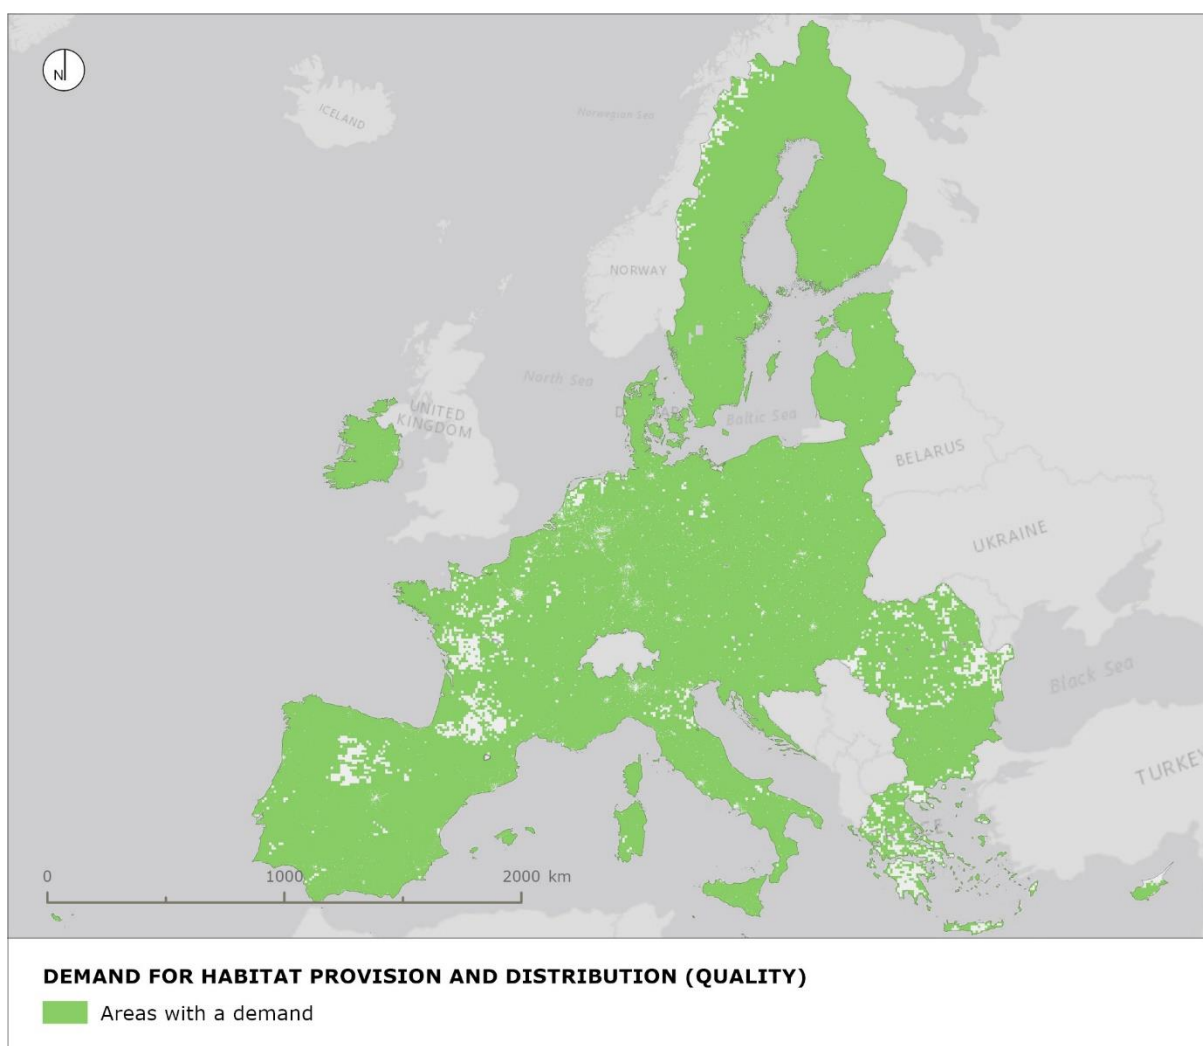 N
ICELAND
Norwegian Sea
NORWAY
North Sea
UNITED
KINGDOM
Baltic Sea
BELARUS
UKRAINE
Black Sea
TURKEY
0 1000 2000 km
DEMAND FOR HABITAT PROVISION AND DISTRIBUTION (QUALITY)
Areas with a demand